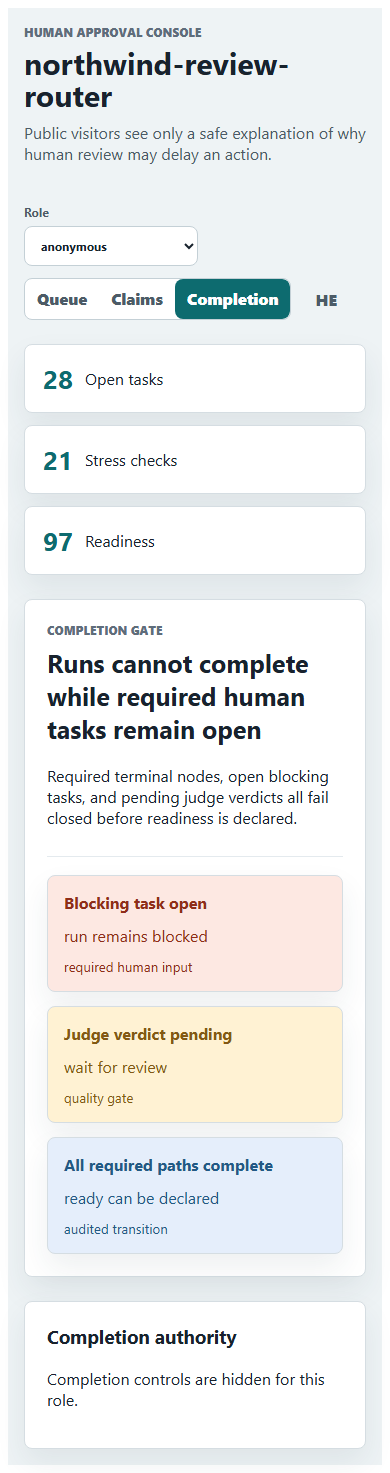 HUMAN APPROVAL CONSOLE
northwind-review-
router
Public visitors see only a safe explanation of why
human review may delay an action.
Role
anonymous
Queue Claims Completion HE
28 Open tasks
21 Stress checks
97 Readiness
COMPLETION GATE
Runs cannot complete
while required human
tasks remain open
Required terminal nodes, open blocking
tasks, and pending judge verdicts all fail
closed before readiness is declared.
Blocking task open
run remains blocked
required human input
Judge verdict pending
wait for review
quality gate
All required paths complete
ready can be declared
audited transition
Completion authority
Completion controls are hidden for this
role.